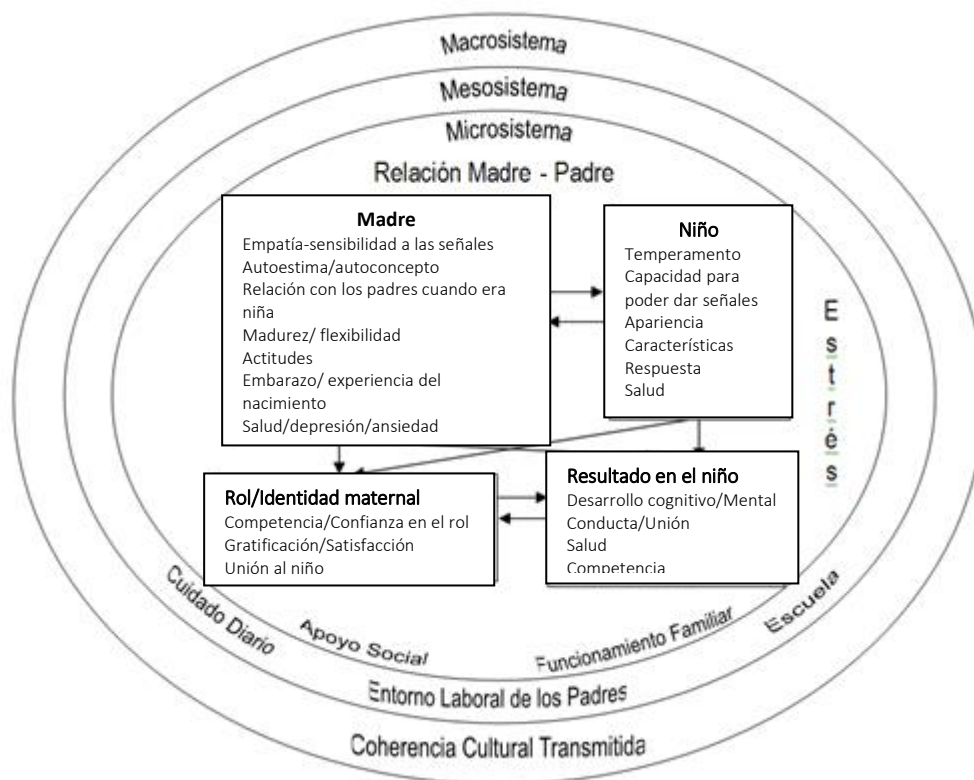 Macrosistema
Mesosistema
Microsistema
Relación Madre - Padre
Madre
Empatía-sensibilidad a las señales
Autoestima/autoconcepto
Relación con los padres cuando era
niña
Madurez/ flexibilidad
Actitudes
Embarazo/ experiencia del
nacimiento
Salud/depresión/ansiedad
Niño
Temperamento
Capacidad para
poder dar señales
Apariencia
Características
Respuesta
Salud
Estrés
Rol/Identidad maternal
Competencia/Confianza en el rol
Gratificación/Satisfacción
Unión al niño
Resultado en el niño
Desarrollo cognitivo/Mental
Conducta/Unión
Salud
Competencia
Cuidado Diario
Apoyo Social
Funcionamiento Familiar
Escuela
Entorno Laboral de los Padres
Coherencia Cultural Transmitida